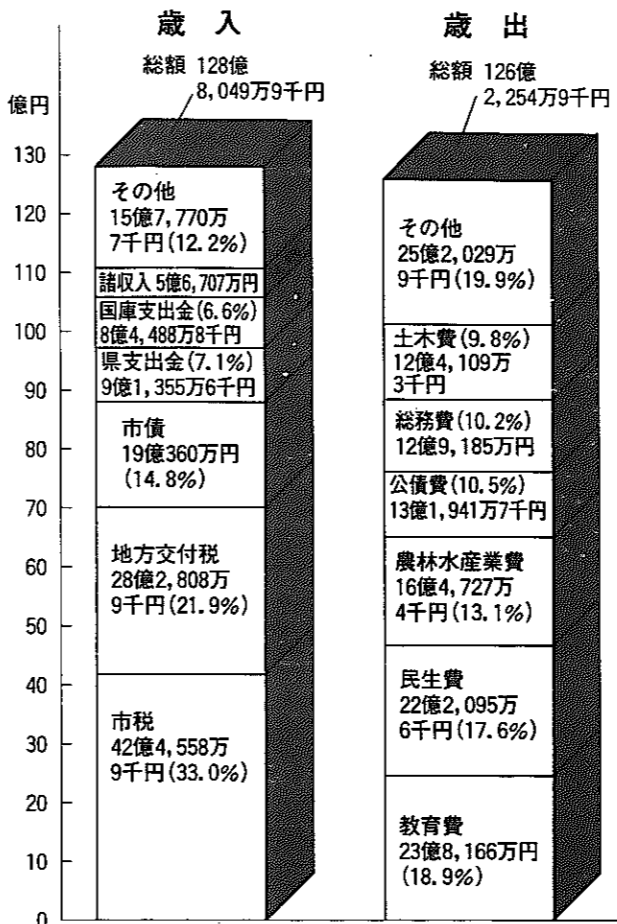 歳入
総額 128億
8,049万9千円
歳出
総額 126億
2,254万9千円
億円
130
120
110
100
90
80
70
60
50
40
30
20
10
0
その他
15億7,770万
7千円(12.2%)
諸収入 5億6,707万円
国庫支出金(6.6%)
8億4,488万8千円
県支出金(7.1%)
9億1,355万6千円
市債
19億360万円
(14.8%)
地方交付税
28億2,808万
9千円(21.9%)
市税
42億4,558万
9千円(33.0%)
その他
25億2,029万
9千円(19.9%)
土木費(9.8%)
12億4,109万
3千円
総務費(10.2%)
12億9,185万円
公債費(10.5%)
13億1,941万7千円
農林水産業費
16億4,727万
4千円(13.1%)
民生費
22億2,095万
6千円(17.6%)
教育費
23億8,166万円
(18.9%)